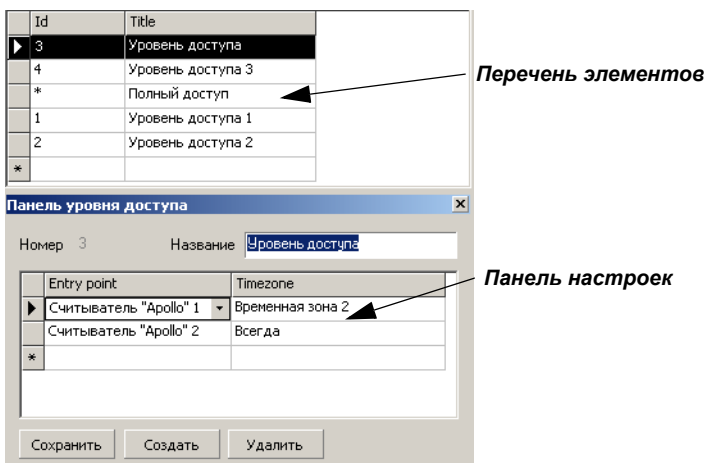 Id Title
3 Уровень доступа
4 Уровень доступа 3
* Полный доступ
1 Уровень доступа 1
2 Уровень доступа 2
*
Перечень элементов
Панель уровня доступа
Номер 3 Название Уровень доступа
Entry point Timezone
Считыватель "Apollo" 1 Временная зона 2
Считыватель "Apollo" 2 Всегда
*
Панель настроек
Сохранить Создать Удалить